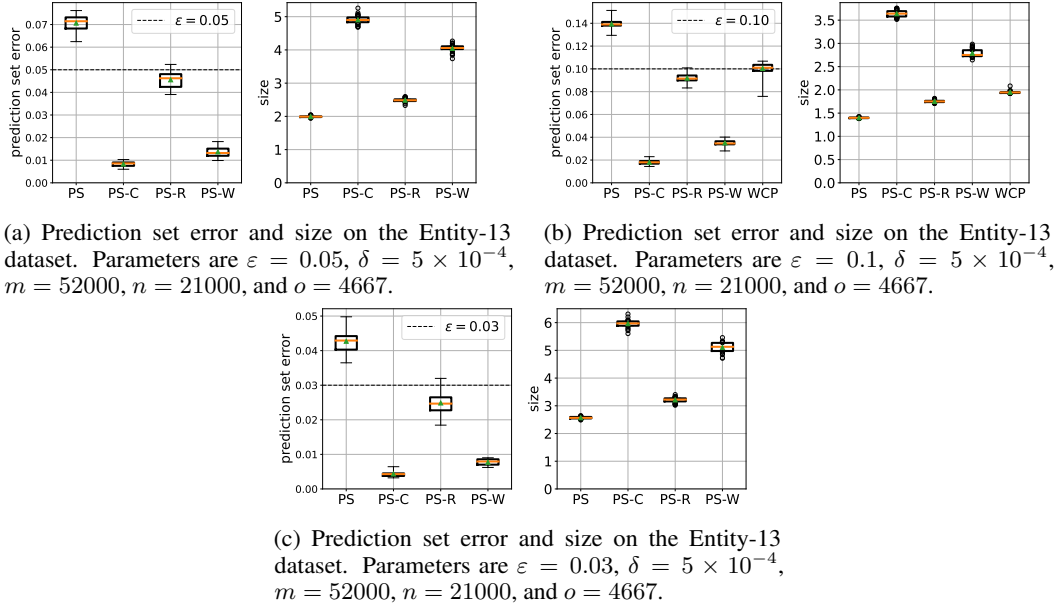 prediction set error
0.07
0.06
0.05
0.04
0.03
0.02
0.01
0.00
ε = 0.05
PS PS-C PS-R PS-W
size
5
4
3
2
1
0
PS PS-C PS-R PS-W
prediction set error
0.14
0.12
0.10
0.08
0.06
0.04
0.02
0.00
ε = 0.10
PS PS-C PS-R PS-W WCP
size
3.5
3.0
2.5
2.0
1.5
1.0
0.5
0.0
PS PS-C PS-R PS-W WCP
(a) Prediction set error and size on the Entity-13
dataset. Parameters are ε = 0.05, δ = 5 × 10⁻⁴,
m = 52000, n = 21000, and o = 4667.
(b) Prediction set error and size on the Entity-13
dataset. Parameters are ε = 0.1, δ = 5 × 10⁻⁴,
m = 52000, n = 21000, and o = 4667.
prediction set error
0.05
0.04
0.03
0.02
0.01
0.00
ε = 0.03
PS PS-C PS-R PS-W
size
6
5
4
3
2
1
0
PS PS-C PS-R PS-W
(c) Prediction set error and size on the Entity-13
dataset. Parameters are ε = 0.03, δ = 5 × 10⁻⁴,
m = 52000, n = 21000, and o = 4667.